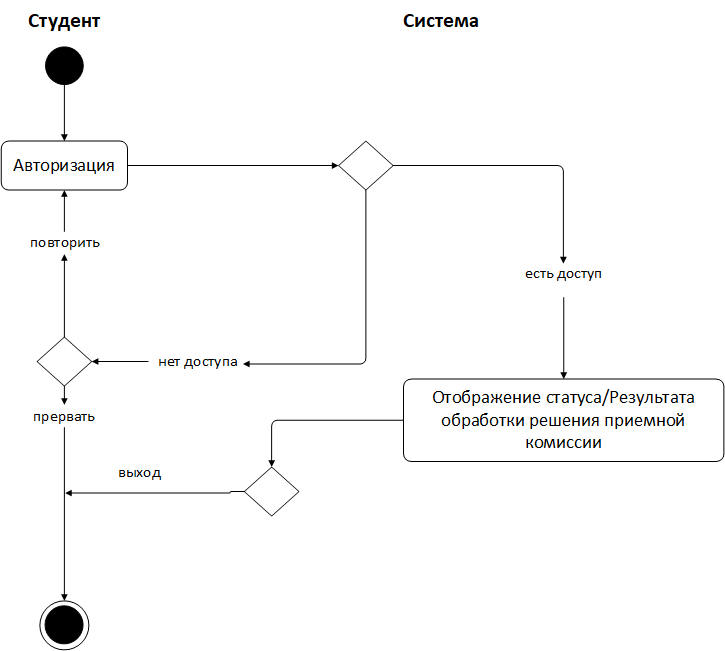 Студент
Система
Авторизация
повторить
есть доступ
нет доступа
Отображение статуса/Результата
обработки решения приемной
комиссии
прервать
выход